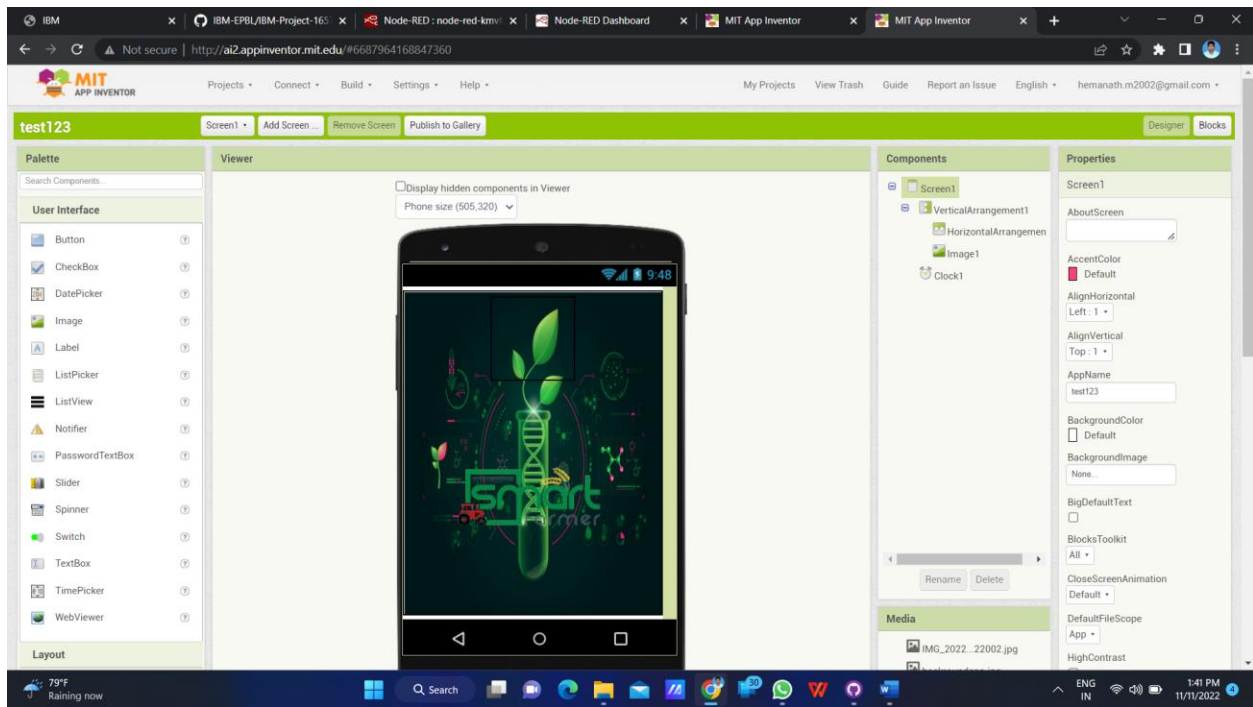 IBM
IBM-EPBL/IBM-Project-165
Node-RED : node-red-kmvt
Node-RED Dashboard
MIT App Inventor
MIT App Inventor
Not secure | http://ai2.appinventor.mit.edu/#6687964168847360
MIT
APP INVENTOR
Projects
Connect
Build
Settings
Help
My Projects
View Trash
Guide
Report an Issue
English
hemanath.m2002@gmail.com
test123
Screen1
Add Screen ...
Remove Screen
Publish to Gallery
Designer
Blocks
Palette
Search Components...
User Interface
Button
CheckBox
DatePicker
Image
Label
ListPicker
ListView
Notifier
PasswordTextBox
Slider
Spinner
Switch
TextBox
TimePicker
WebViewer
Layout
Viewer
Display hidden components in Viewer
Phone size (505,320)
9:48
smart
farmer
Components
Screen1
VerticalArrangement1
HorizontalArrangemen
Image1
Clock1
Rename
Delete
Media
IMG_2022...22002.jpg
Properties
Screen1
AboutScreen
AccentColor
Default
AlignHorizontal
Left : 1
AlignVertical
Top : 1
AppName
test123
BackgroundColor
Default
BackgroundImage
None...
BigDefaultText
BlocksToolkit
All
CloseScreenAnimation
Default
DefaultFileScope
App
HighContrast
79°F
Raining now
Search
30
ENG
IN
1:41 PM
11/11/2022
4